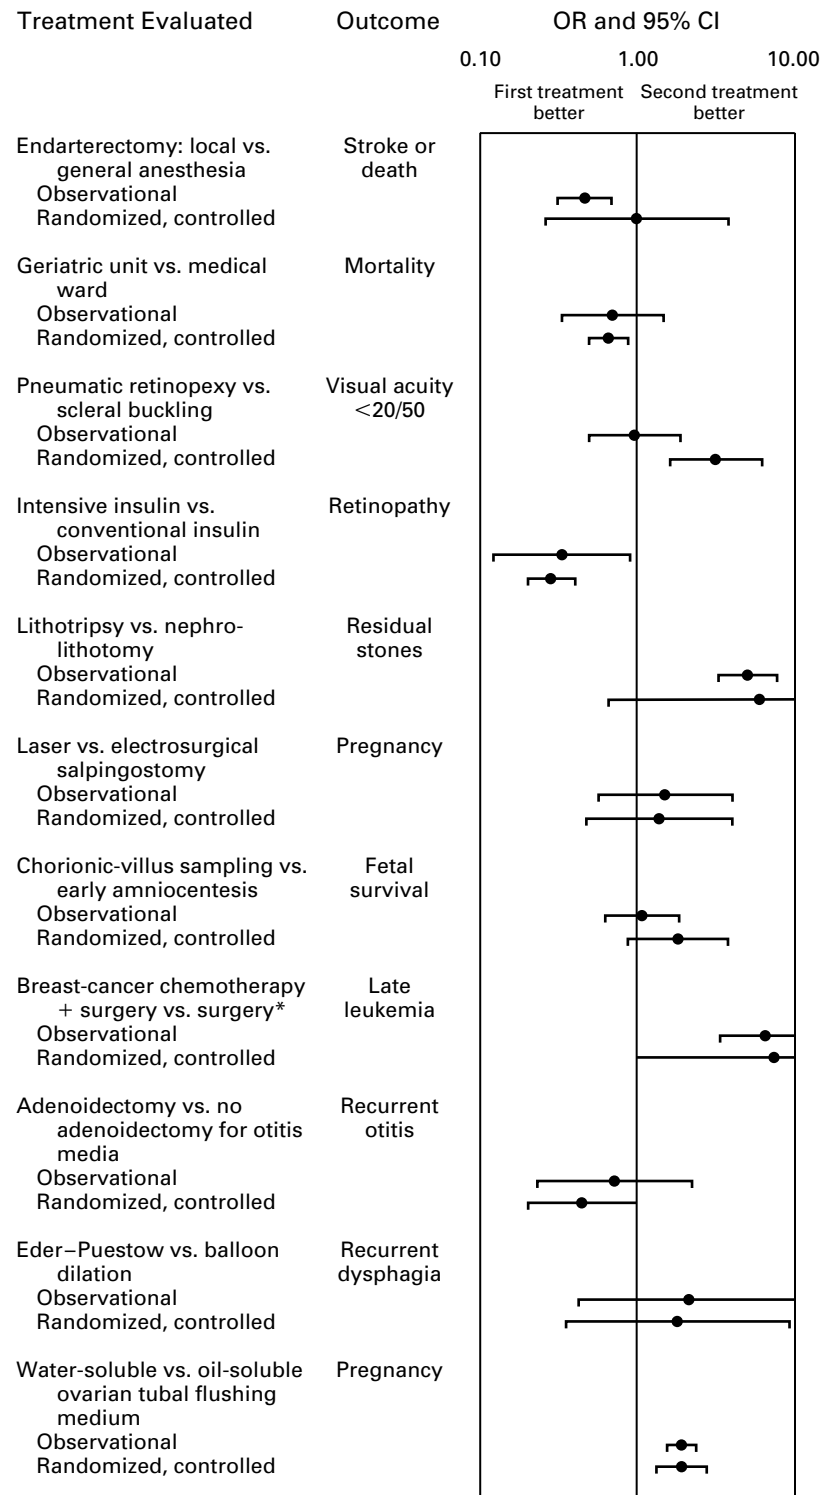 Treatment Evaluated Outcome OR and 95% CI
0.10 1.00 10.00
First treatment better Second treatment better
Endarterectomy: local vs. Stroke or
general anesthesia death
Observational
Randomized, controlled
Geriatric unit vs. medical Mortality
ward
Observational
Randomized, controlled
Pneumatic retinopexy vs. Visual acuity
scleral buckling <20/50
Observational
Randomized, controlled
Intensive insulin vs. Retinopathy
conventional insulin
Observational
Randomized, controlled
Lithotripsy vs. nephro- Residual
lithotomy stones
Observational
Randomized, controlled
Laser vs. electrosurgical Pregnancy
salpingostomy
Observational
Randomized, controlled
Chorionic-villus sampling vs. Fetal
early amniocentesis survival
Observational
Randomized, controlled
Breast-cancer chemotherapy Late
+ surgery vs. surgery* leukemia
Observational
Randomized, controlled
Adenoidectomy vs. no Recurrent
adenoidectomy for otitis otitis
media
Observational
Randomized, controlled
Eder–Puestow vs. balloon Recurrent
dilation dysphagia
Observational
Randomized, controlled
Water-soluble vs. oil-soluble Pregnancy
ovarian tubal flushing
medium
Observational
Randomized, controlled